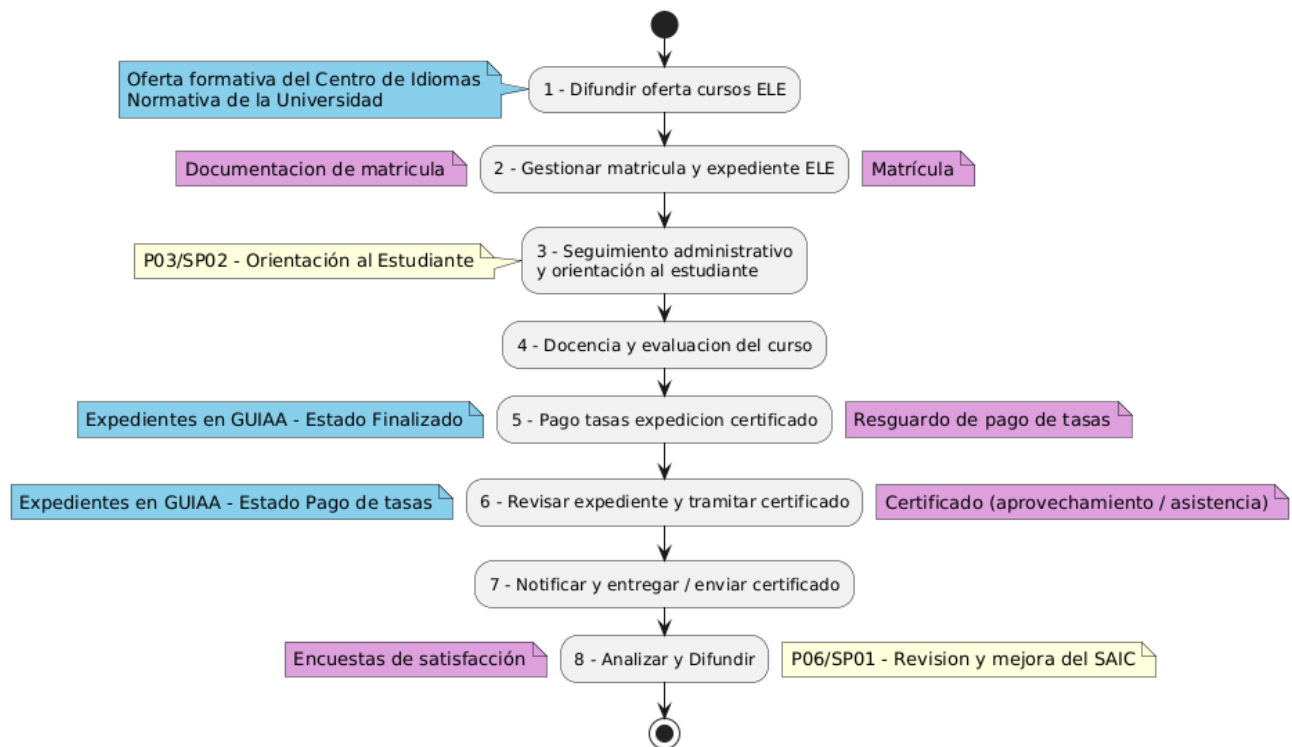 Oferta formativa del Centro de Idiomas
Normativa de la Universidad
1 - Difundir oferta cursos ELE
Documentacion de matricula
2 - Gestionar matricula y expediente ELE
Matrícula
P03/SP02 - Orientación al Estudiante
3 - Seguimiento administrativo
y orientación al estudiante
4 - Docencia y evaluacion del curso
Expedientes en GUIAA - Estado Finalizado
5 - Pago tasas expedicion certificado
Resguardo de pago de tasas
Expedientes en GUIAA - Estado Pago de tasas
6 - Revisar expediente y tramitar certificado
Certificado (aprovechamiento / asistencia)
7 - Notificar y entregar / enviar certificado
Encuestas de satisfacción
8 - Analizar y Difundir
P06/SP01 - Revision y mejora del SAIC